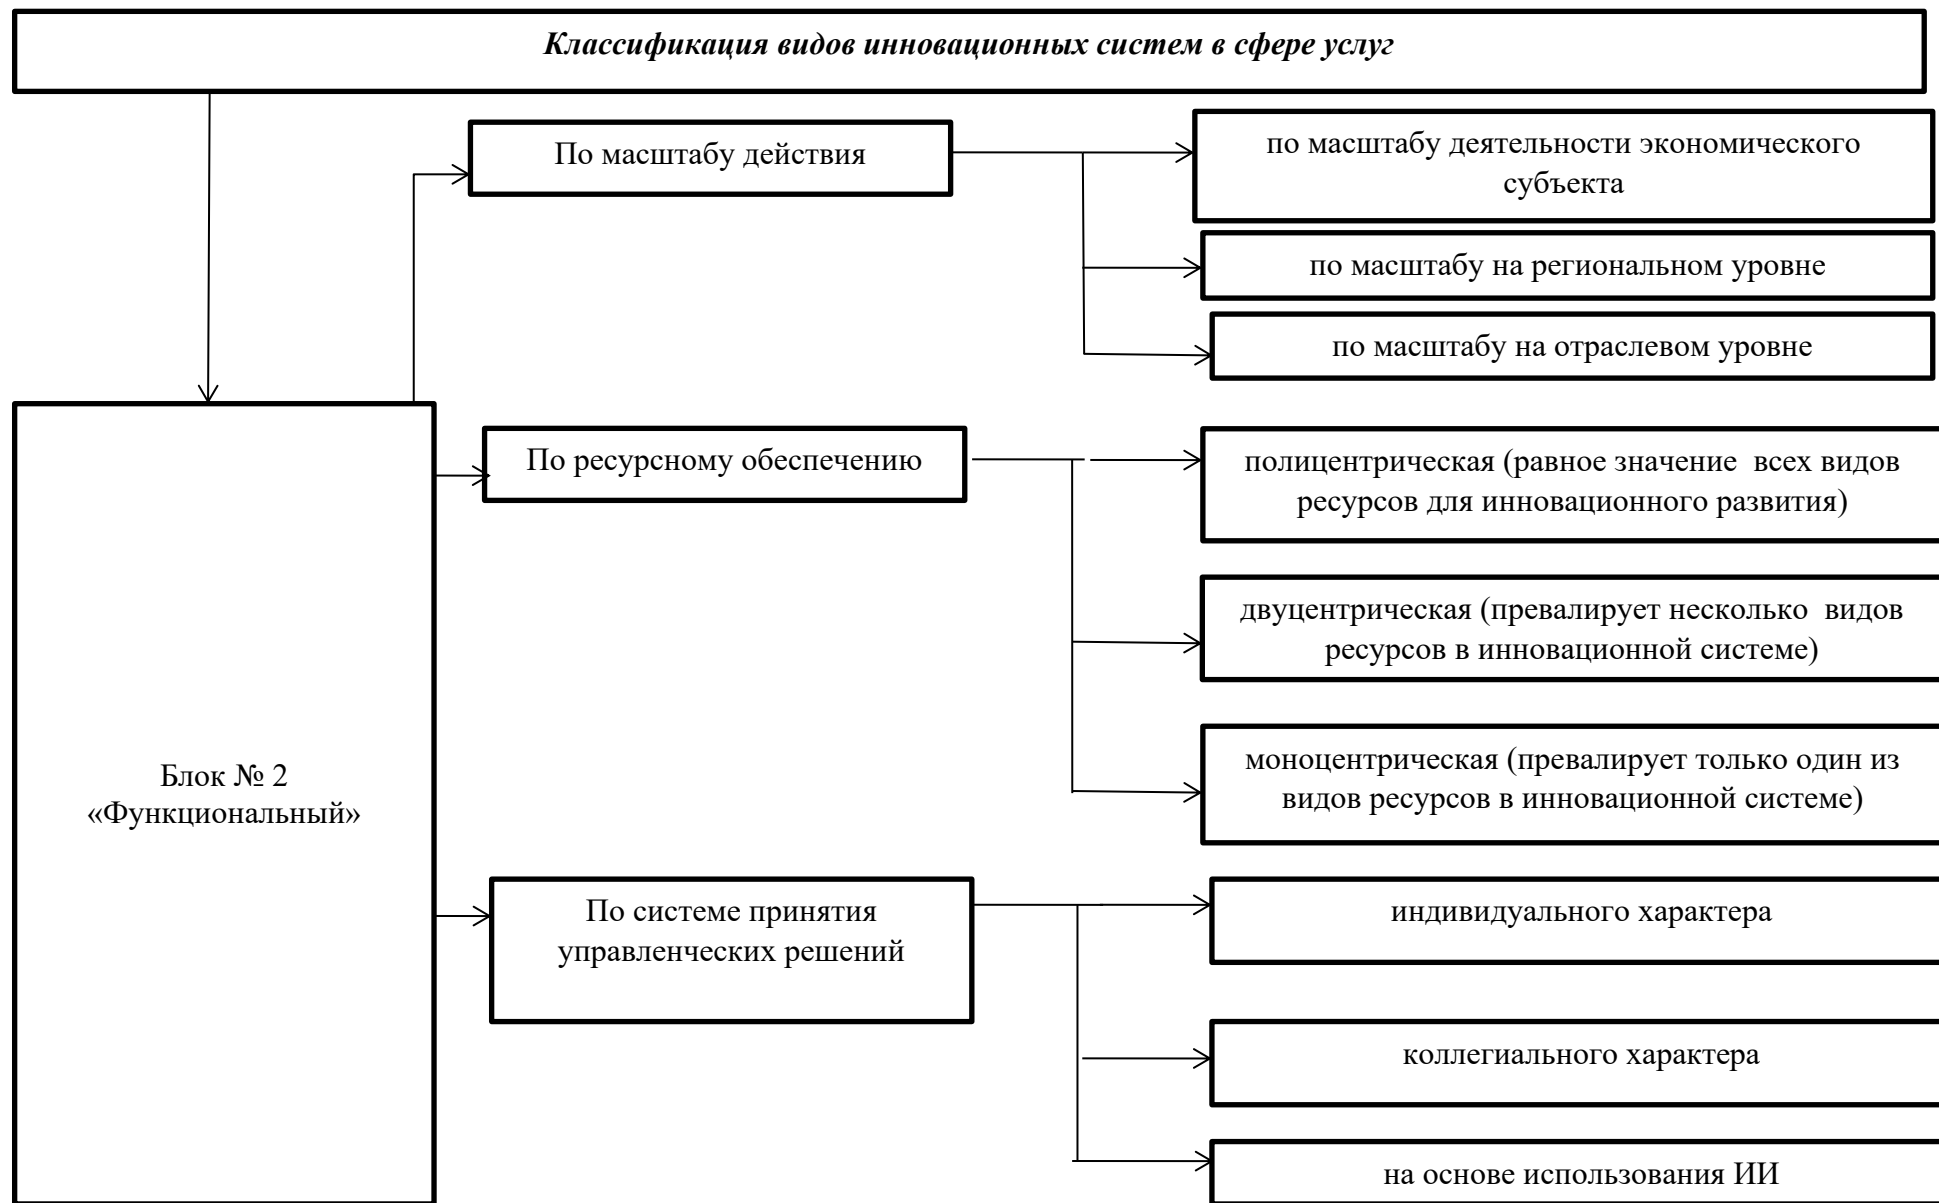 Классификация видов инновационных систем в сфере услуг
По масштабу действия
по масштабу деятельности экономического
субъекта
по масштабу на региональном уровне
по масштабу на отраслевом уровне
По ресурсному обеспечению
полицентрическая (равное значение всех видов
ресурсов для инновационного развития)
двуцентрическая (превалирует несколько видов
ресурсов в инновационной системе)
моноцентрическая (превалирует только один из
видов ресурсов в инновационной системе)
Блок № 2
«Функциональный»
По системе принятия
управленческих решений
индивидуального характера
коллегиального характера
на основе использования ИИ